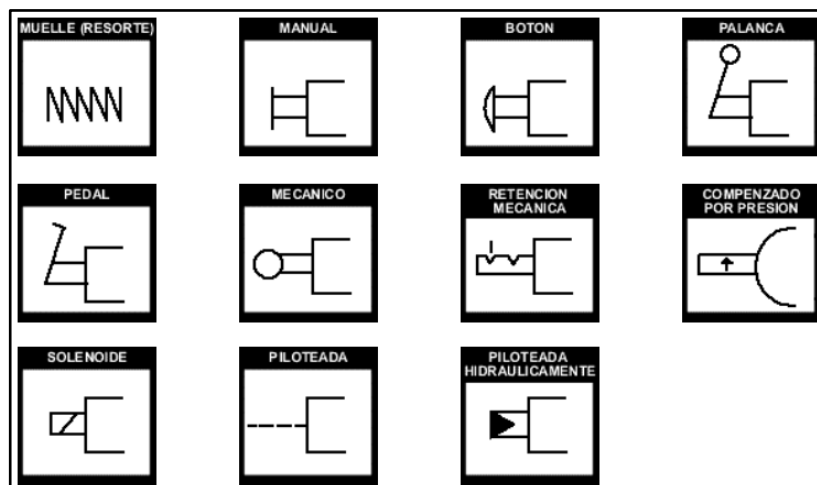 MUELLE (RESORTE)
MANUAL
BOTON
PALANCA
PEDAL
MECANICO
RETENCION
MECANICA
COMPENZADO
POR PRESION
SOLENOIDE
PILOTEADA
PILOTEADA
HIDRAULICAMENTE